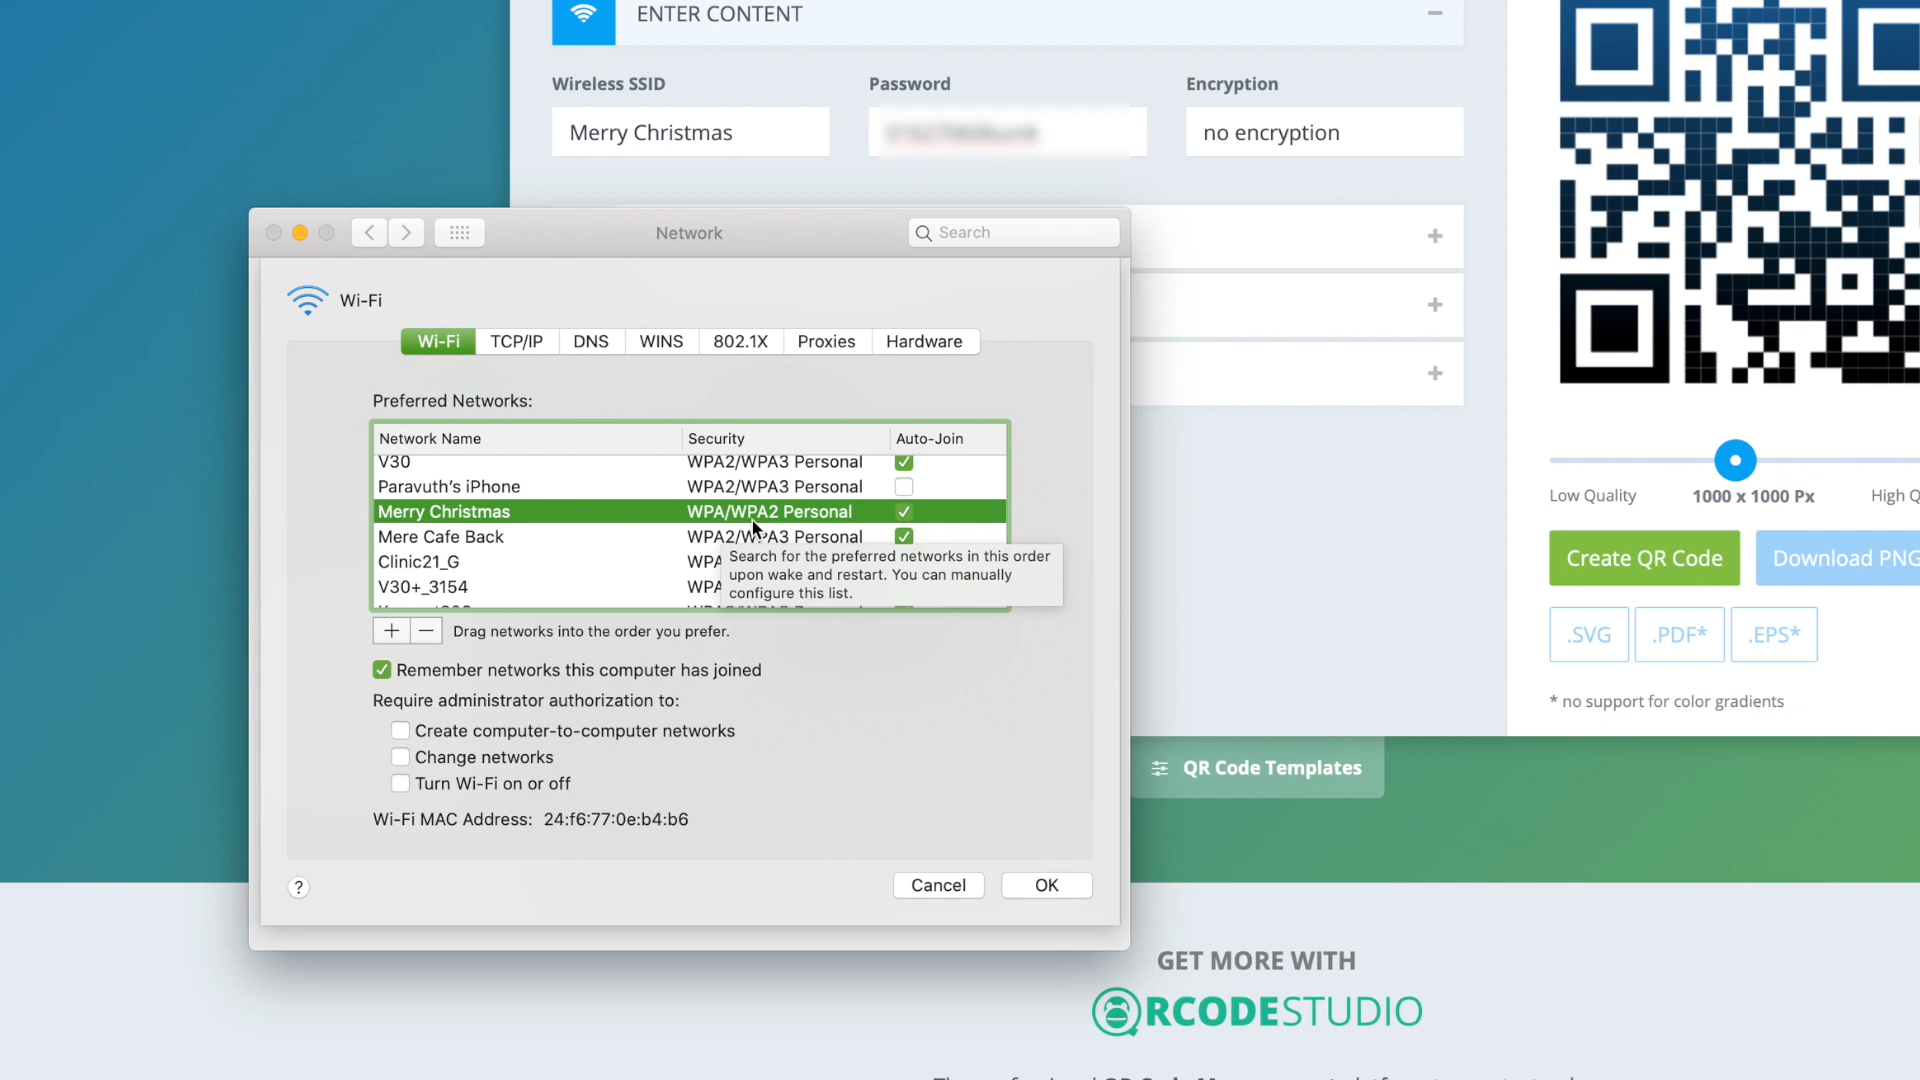 ENTER CONTENT
Wireless SSID
Password
Encryption
Merry Christmas
no encryption
Network
Search
Wi-Fi
Wi-Fi
TCP/IP
DNS
WINS
802.1X
Proxies
Hardware
Preferred Networks:
Network Name
Security
Auto-Join
V30
WPA2/WPA3 Personal
Paravuth's iPhone
WPA2/WPA3 Personal
Merry Christmas
WPA/WPA2 Personal
Mere Cafe Back
WPA2/WPA3 Personal
Clinic21_G
WPA
V30+_3154
WPA
Search for the preferred networks in this order
upon wake and restart. You can manually
configure this list.
+ − Drag networks into the order you prefer.
Remember networks this computer has joined
Require administrator authorization to:
Create computer-to-computer networks
Change networks
Turn Wi-Fi on or off
Wi-Fi MAC Address: 24:f6:77:0e:b4:b6
?
Cancel
OK
Low Quality
1000 x 1000 Px
High Q
Create QR Code
Download PNG
.SVG
.PDF*
.EPS*
* no support for color gradients
QR Code Templates
GET MORE WITH
QRCODESTUDIO